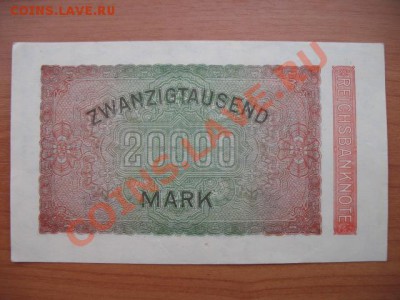 COINS.LAVE.RU
ZWANZIGTAUSEND
20000
MARK
REICHSBANKNOTE
COINS.LAVE.RU